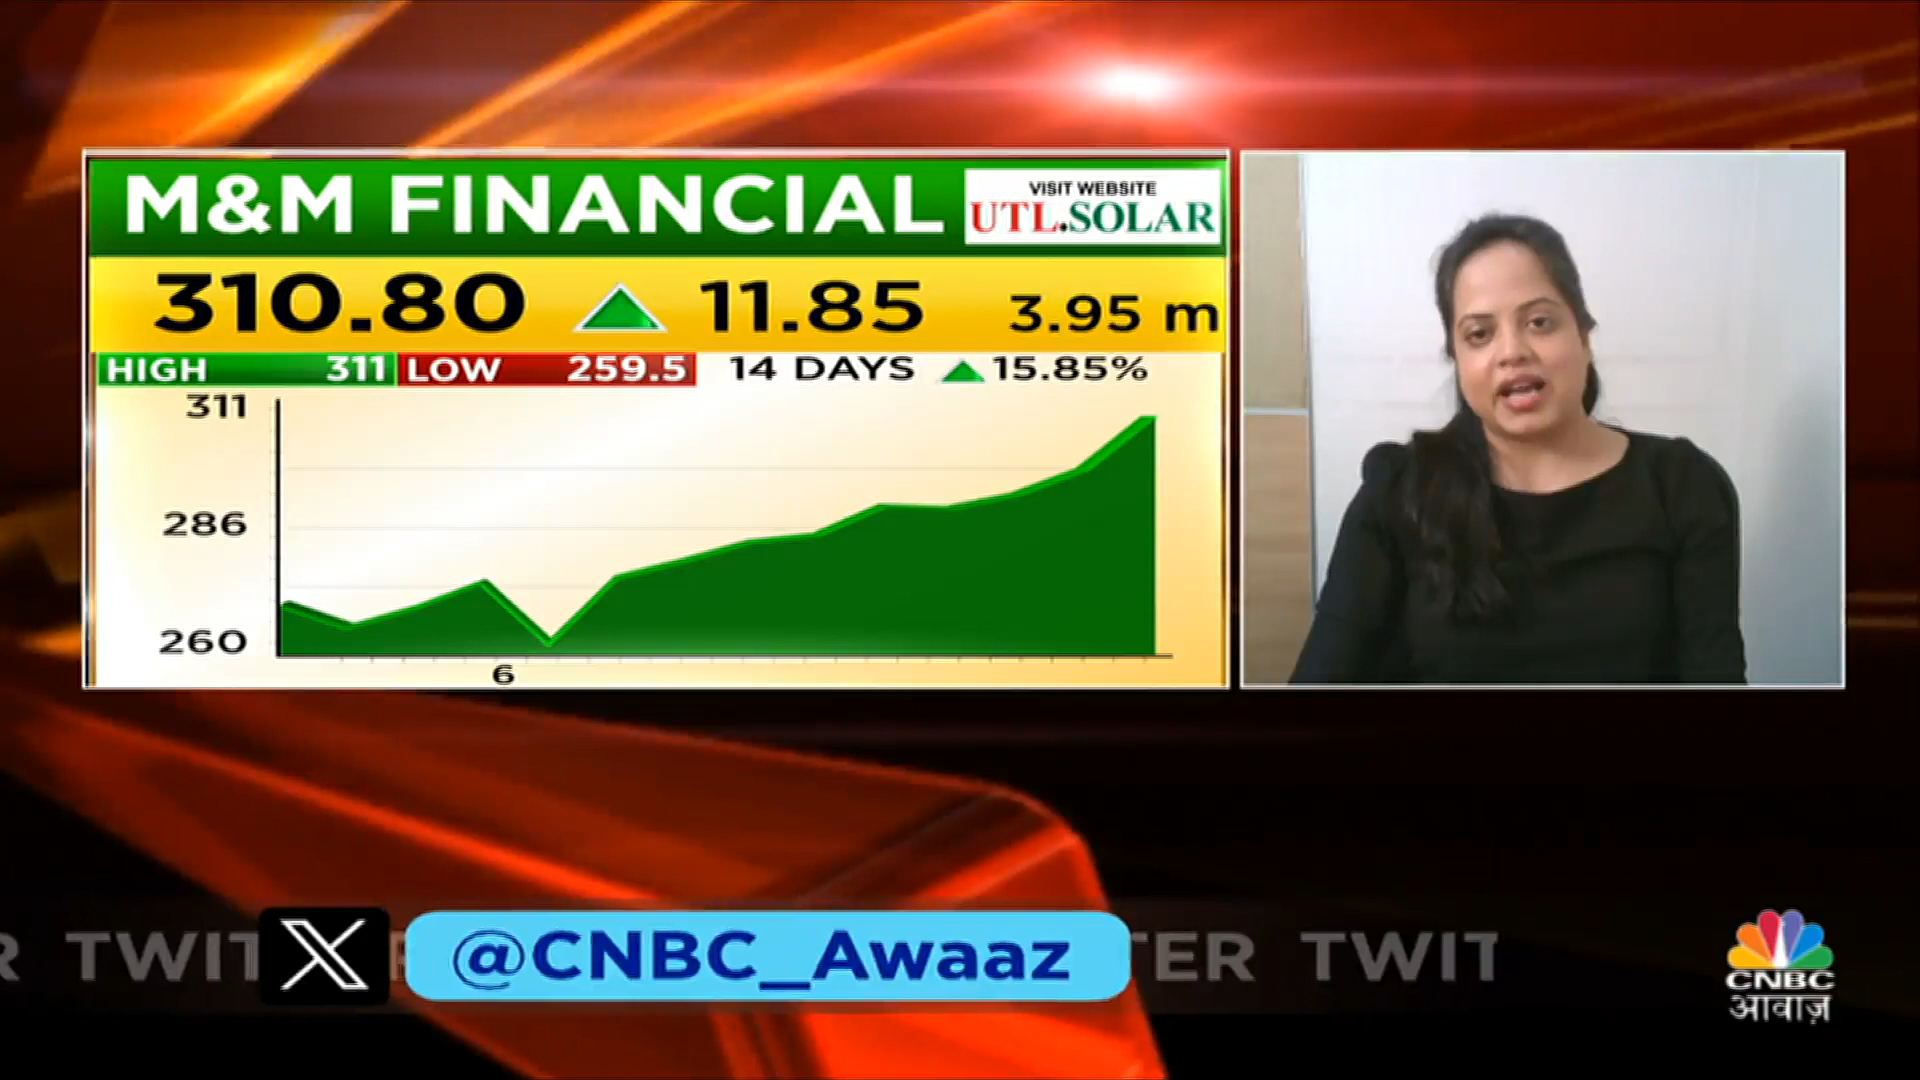 M&M FINANCIAL
VISIT WEBSITE
UTL.SOLAR
310.80 11.85 3.95 m
HIGH 311 LOW 259.5 14 DAYS 15.85%
311
286
260
6
R TWIT @CNBC_Awaaz TER TWIT
CNBC
आवाज़